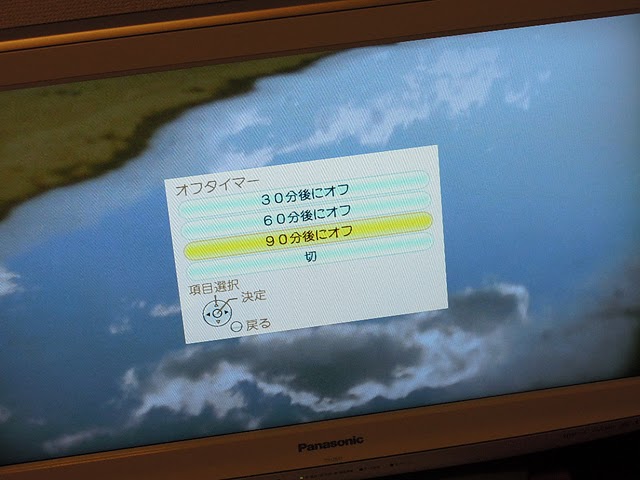 オフタイマー
３０分後にオフ
６０分後にオフ
９０分後にオフ
切
項目選択
決定
戻る
Panasonic